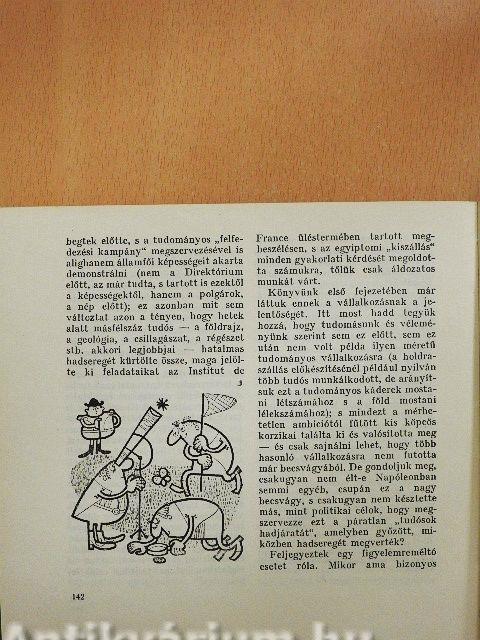 begtek előtte, s a tudományos „felfe-
dezési kampány” megszervezésével is
alighanem államfői képességeit akarta
demonstrálni (nem a Direktórium
előtt, az már tudta, s tartott is ezektől
a képességektől, hanem a polgárok,
a nép előtt); ez azonban mit sem
változtat azon a tényen, hogy hetek
alatt másfélszáz tudós — a földrajz,
a geológia, a csillagászat, a régészet
stb. akkori legjobbjai — hatalmas
hadseregét kürtölte össze, maga jelöl-
te ki feladataikat az Institut de
France üléstermében tartott meg-
beszélésen, s az egyiptomi „kiszállás”
minden gyakorlati kérdését megoldot-
ta számukra, tőlük csak áldozatos
munkát várt.
Könyvünk első fejezetében már
láttuk ennek a vállalkozásnak a je-
lentőségét. Itt most hadd tegyük
hozzá, hogy tudomásunk és vélemé-
nyünk szerint sem ez előtt, sem ez
után nem volt példa ilyen méretű
tudományos vállalkozásra (a holdra-
szállás előkészítésénél például nyilván
több tudós munkálkodott, de arányít-
suk ezt a tudományos káderek mosta-
ni létszámához s a föld mostani
lélekszámához); s mindezt a mérhe-
tetlen ambíciótól fűtött kis köpcös
korzikai találta ki és valósította meg
— és csak sajnálni lehet, hogy több
hasonló vállalkozásra nem futotta
már becsvágyából. De gondoljuk meg,
csakugyan nem élt-e Napóleonban
semmi egyéb, csupán ez a nagy
becsvágy, s csakugyan nem késztette
más, mint politikai célok, hogy meg-
szervezze ezt a páratlan „tudósok
hadjáratát”, amelyben győzött, mi-
közben hadseregét megverték?
Feljegyeztek egy figyelemreméltó
esetet róla. Mikor ama bizonyos
3
142
Antikvárium.hu